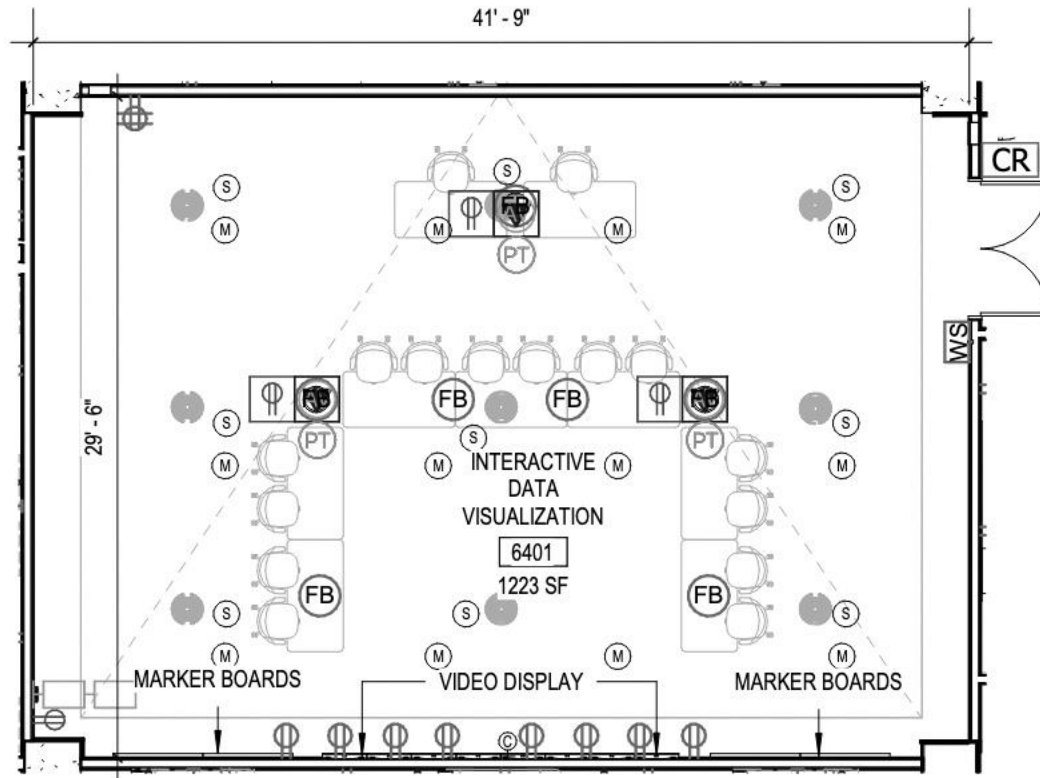 41' - 9"
CR
S
S
S
FB
M
M
M
M
PT
WS
29' - 6"
FB
FB
S
S
PT
PT
S
M
M
M
M
INTERACTIVE
DATA
VISUALIZATION
6401
1223 SF
FB
FB
S
S
S
M
M
M
M
MARKER BOARDS
VIDEO DISPLAY
MARKER BOARDS
C